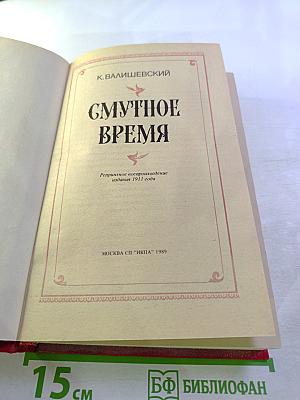 К. ВАЛИШЕВСКИЙ
СМУТНОЕ
ВРЕМЯ
Репринтное воспроизведение
издания 1911 года
МОСКВА СП "ИКПА" 1989
15 см
БФ БИБЛИОФАН